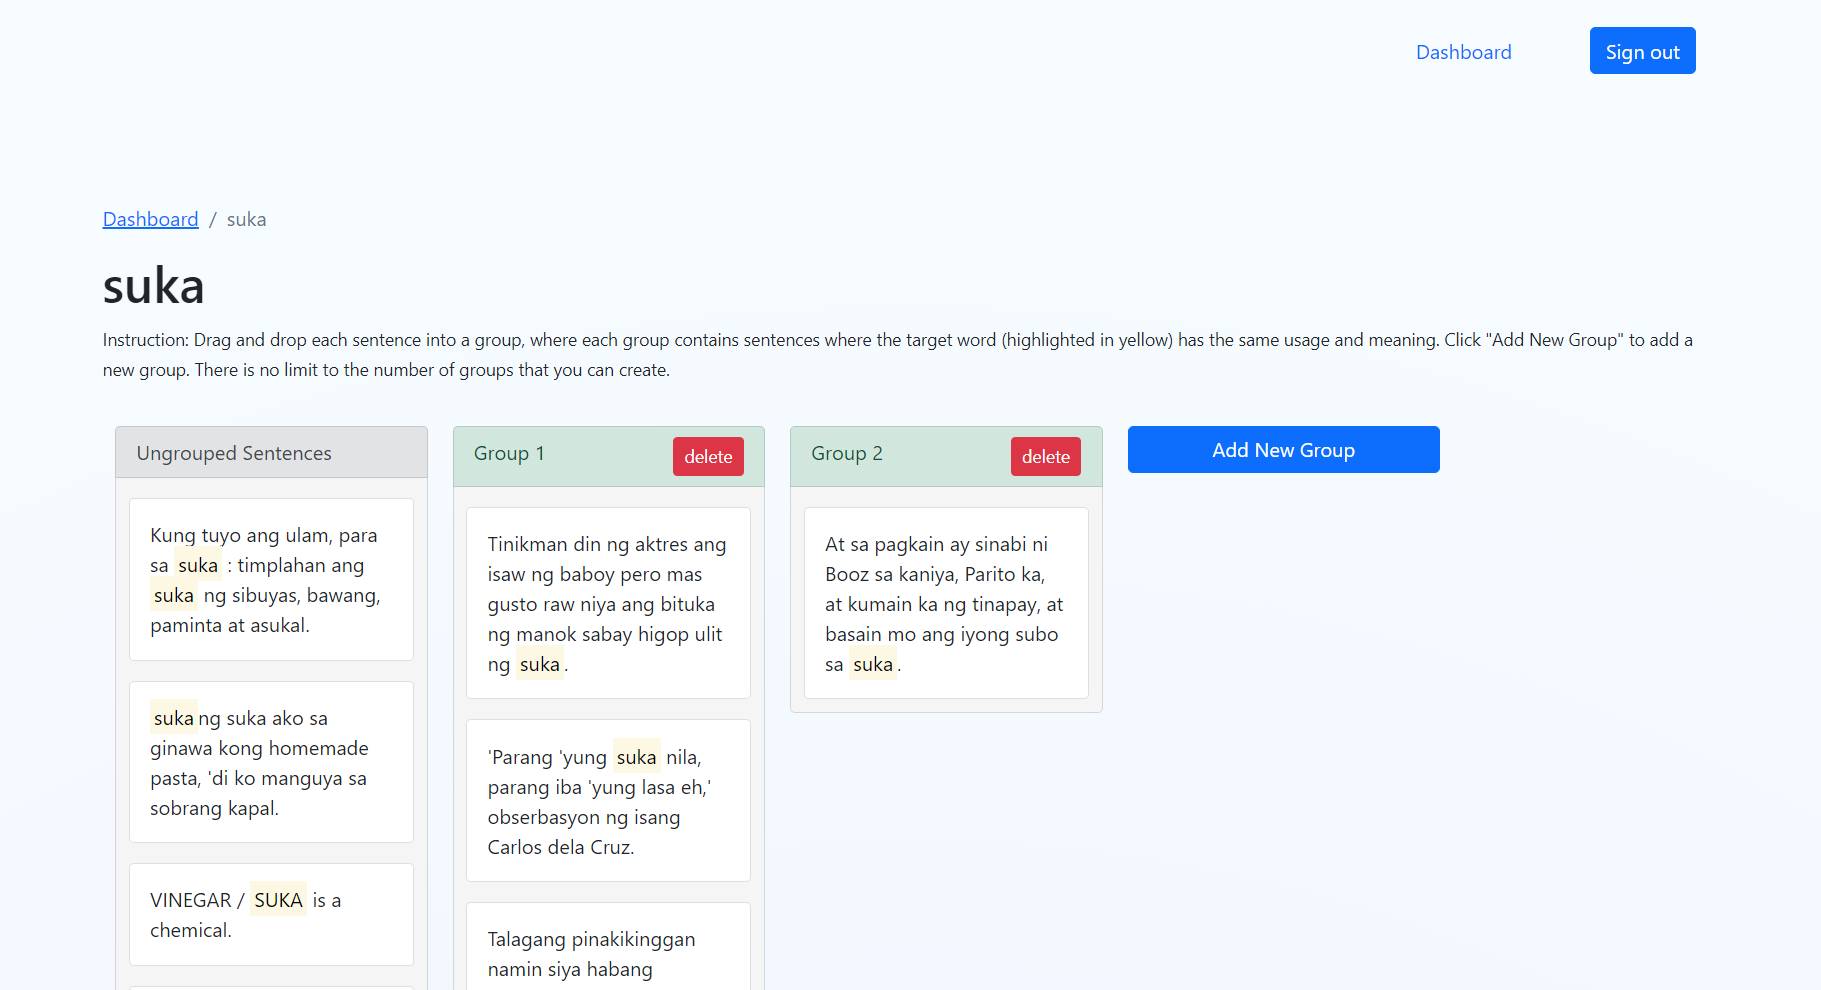 Dashboard
Sign out
Dashboard / suka
suka
Instruction: Drag and drop each sentence into a group, where each group contains sentences where the target word (highlighted in yellow) has the same usage and meaning. Click "Add New Group" to add a
new group. There is no limit to the number of groups that you can create.
Ungrouped Sentences
Kung tuyo ang ulam, para
sa suka : timplahan ang
suka ng sibuyas, bawang,
paminta at asukal.
sukang suka ako sa
ginawa kong homemade
pasta, 'di ko manguya sa
sobrang kapal.
VINEGAR / SUKA is a
chemical.
Group 1
delete
Tinikman din ng aktres ang
isaw ng baboy pero mas
gusto raw niya ang bituka
ng manok sabay higop ulit
ng suka.
'Parang 'yung suka nila,
parang iba 'yung lasa eh,'
obserbasyon ng isang
Carlos dela Cruz.
Talagang pinakikinggan
namin siya habang
Group 2
delete
At sa pagkain ay sinabi ni
Booz sa kaniya, Parito ka,
at kumain ka ng tinapay, at
basain mo ang iyong subo
sa suka.
Add New Group